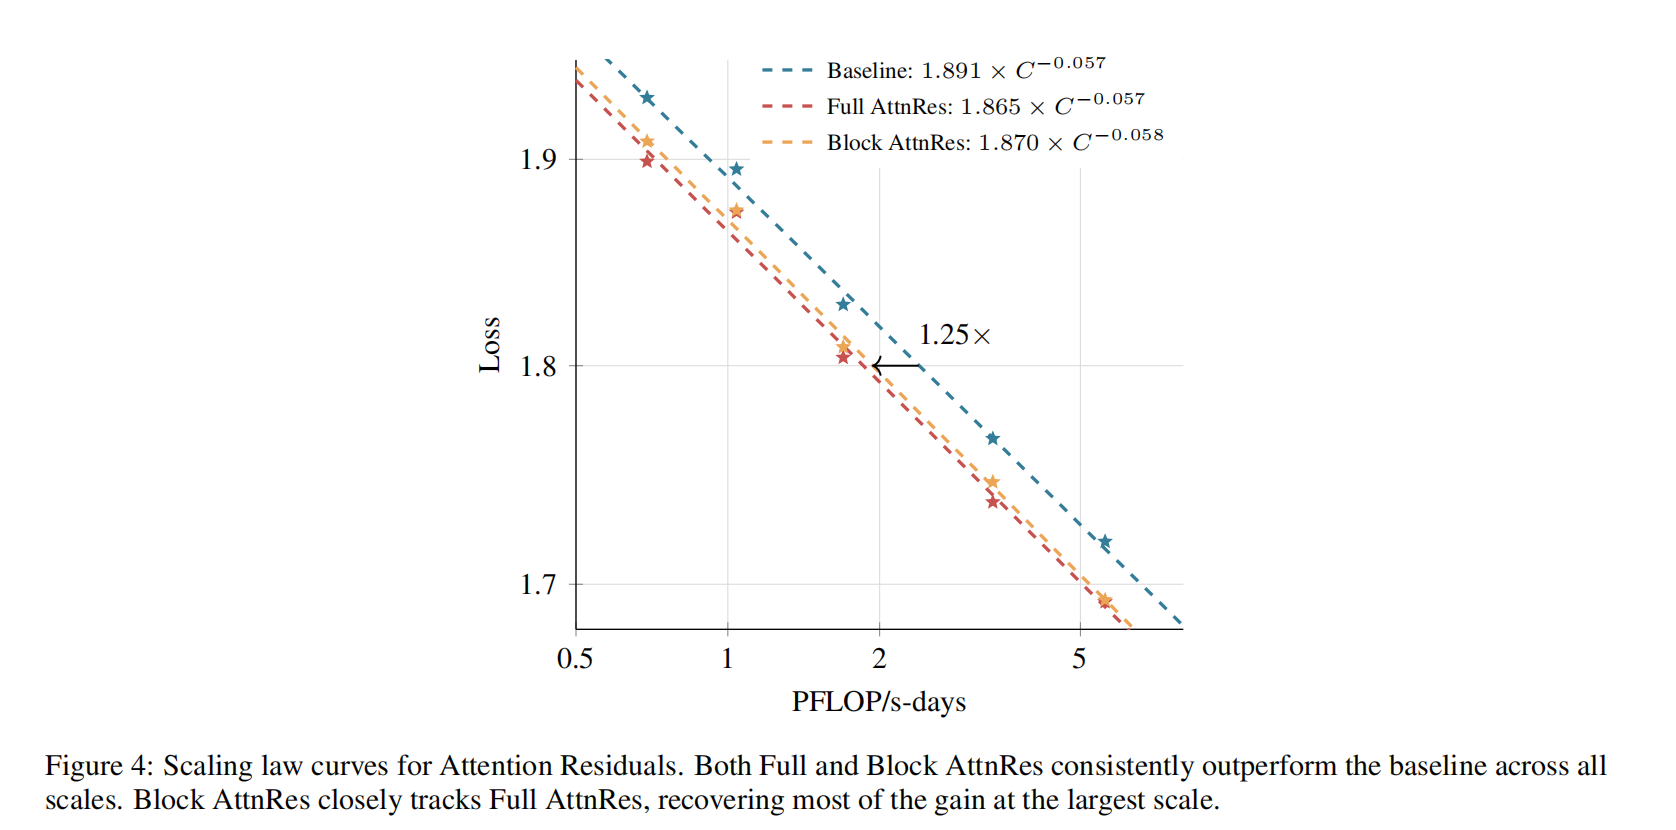 Baseline: 1.891 × C^−0.057
Full AttnRes: 1.865 × C^−0.057
Block AttnRes: 1.870 × C^−0.058
1.9
1.8
1.7
Loss
1.25×
0.5 1 2 5
PFLOP/s-days
Figure 4: Scaling law curves for Attention Residuals. Both Full and Block AttnRes consistently outperform the baseline across all
scales. Block AttnRes closely tracks Full AttnRes, recovering most of the gain at the largest scale.